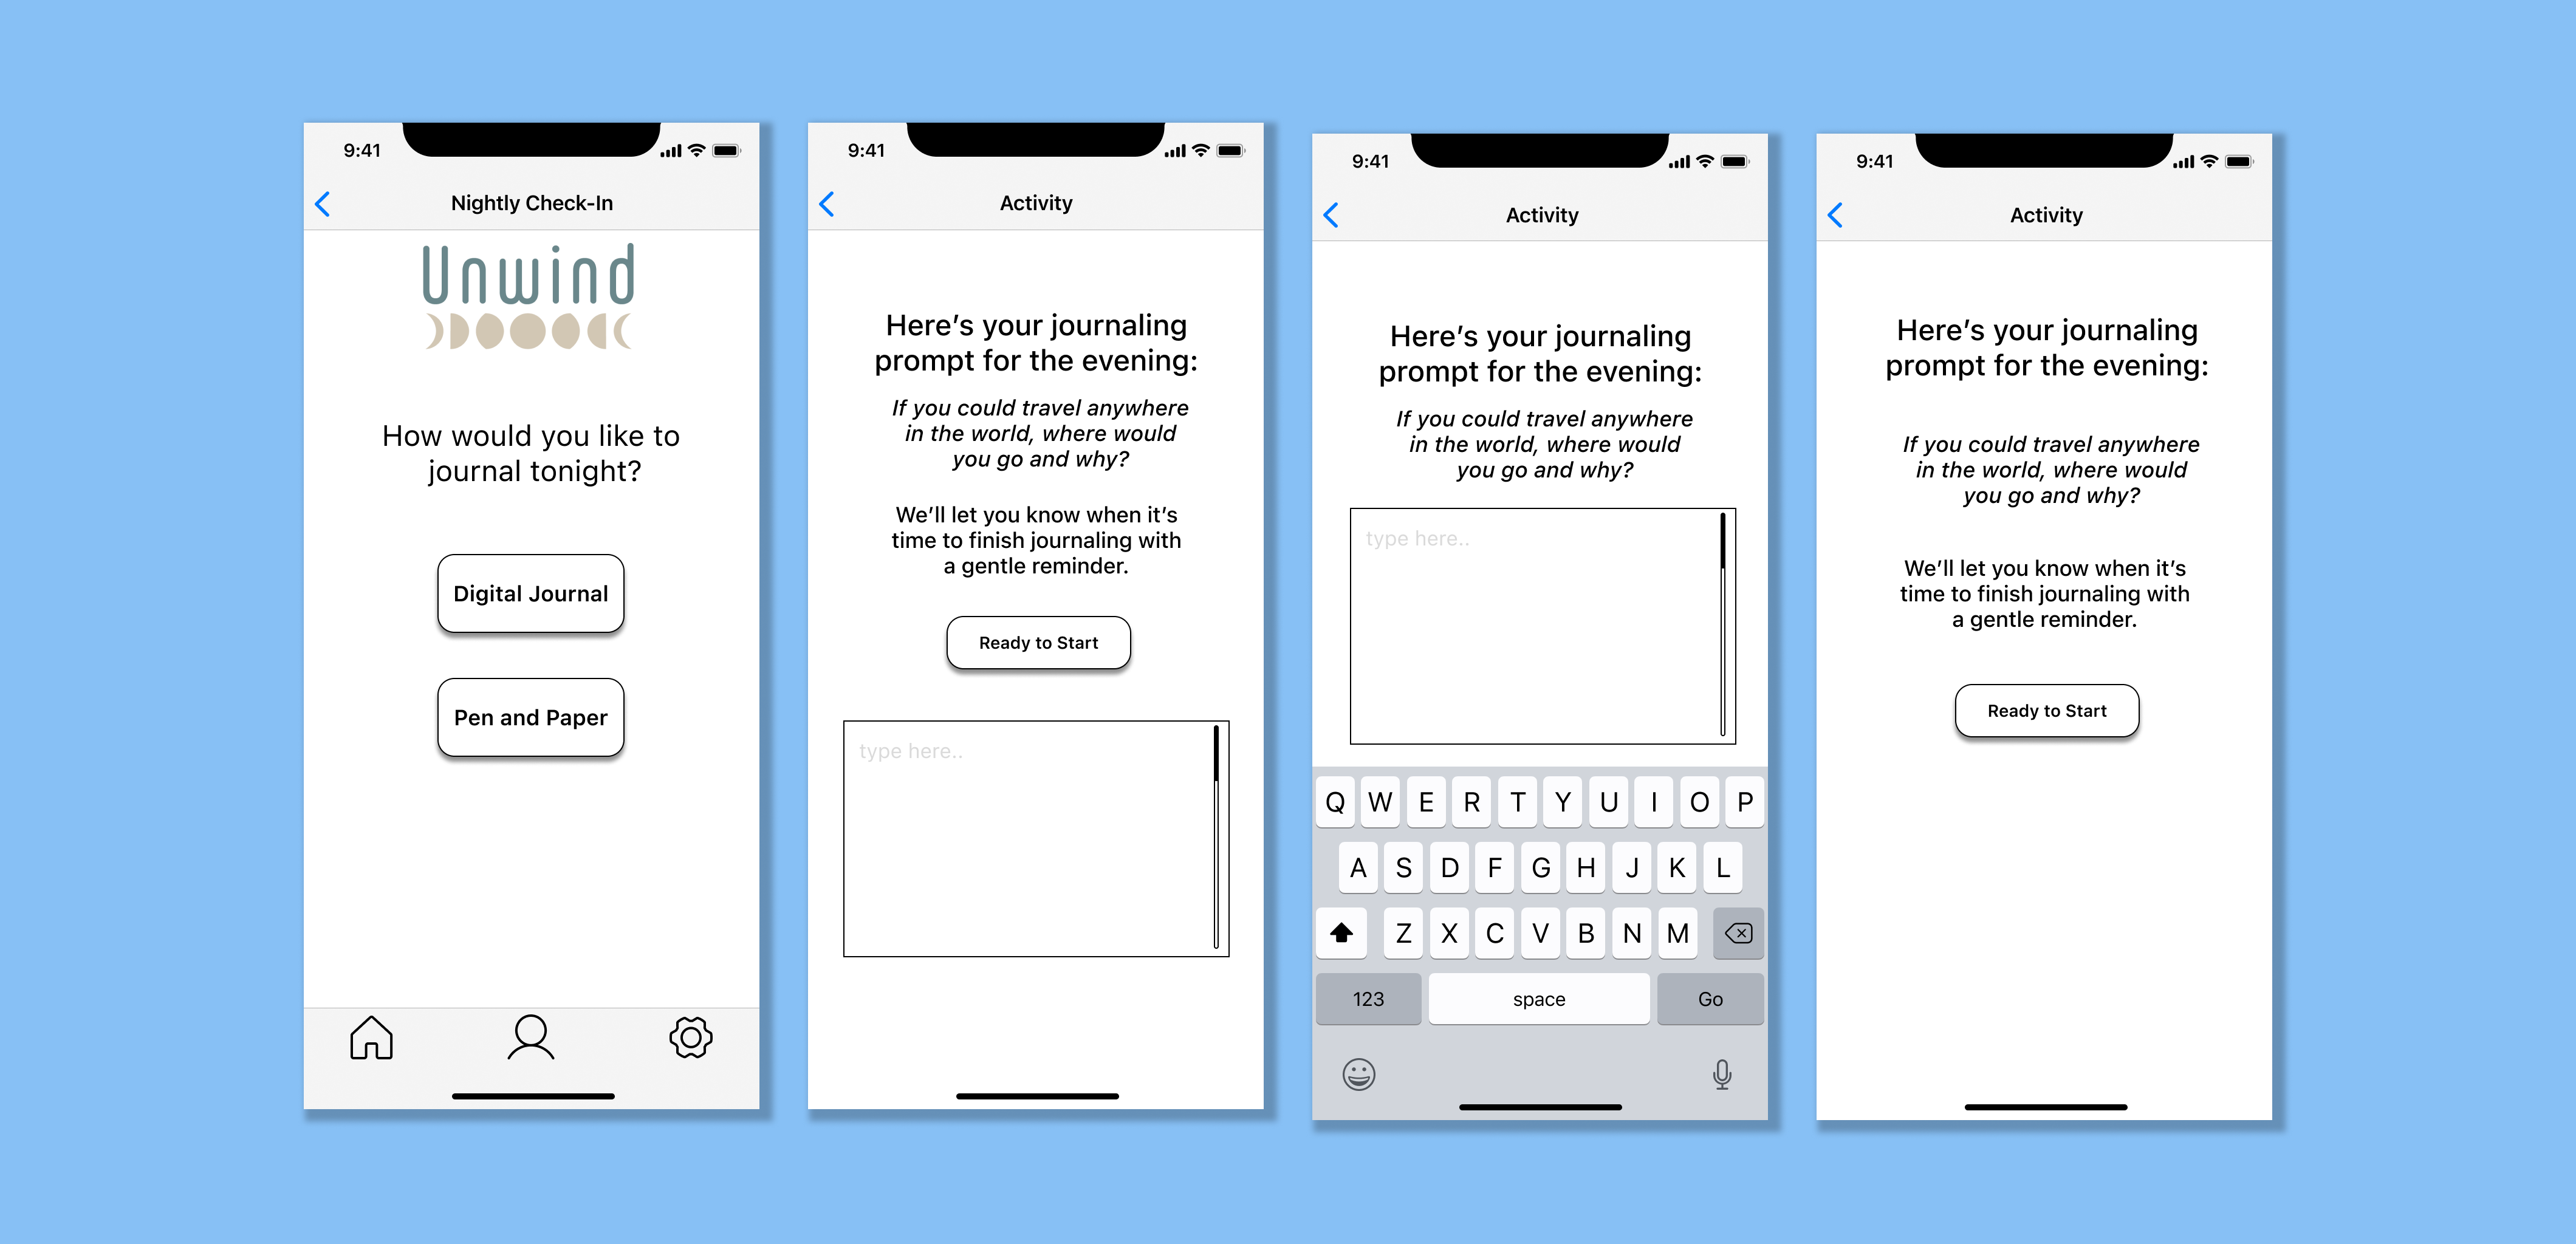 9:41
Nightly Check-In
Unwind
How would you like to
journal tonight?
Digital Journal
Pen and Paper
9:41
Activity
Here’s your journaling
prompt for the evening:
If you could travel anywhere
in the world, where would
you go and why?
We’ll let you know when it’s
time to finish journaling with
a gentle reminder.
Ready to Start
type here..
9:41
Activity
Here’s your journaling
prompt for the evening:
If you could travel anywhere
in the world, where would
you go and why?
type here..
Q W E R T Y U I O P
A S D F G H J K L
Z X C V B N M
123 space Go
9:41
Activity
Here’s your journaling
prompt for the evening:
If you could travel anywhere
in the world, where would
you go and why?
We’ll let you know when it’s
time to finish journaling with
a gentle reminder.
Ready to Start